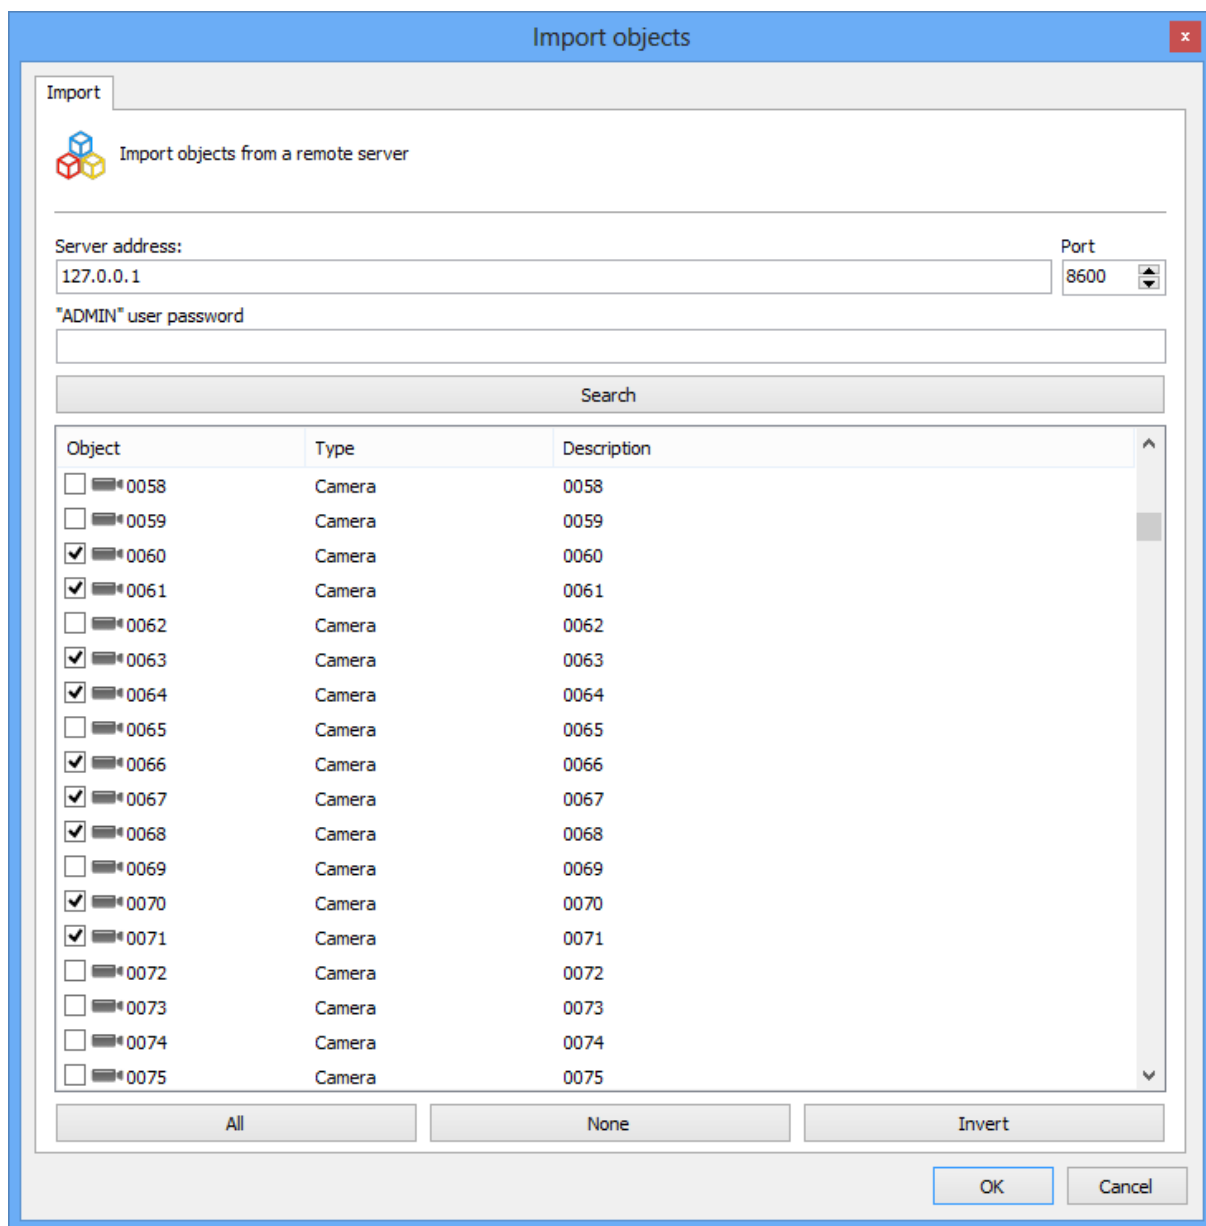 Import objects
x
Import
Import objects from a remote server
Server address: Port
127.0.0.1 8600
"ADMIN" user password
Search
Object Type Description
0058 Camera 0058
0059 Camera 0059
0060 Camera 0060
0061 Camera 0061
0062 Camera 0062
0063 Camera 0063
0064 Camera 0064
0065 Camera 0065
0066 Camera 0066
0067 Camera 0067
0068 Camera 0068
0069 Camera 0069
0070 Camera 0070
0071 Camera 0071
0072 Camera 0072
0073 Camera 0073
0074 Camera 0074
0075 Camera 0075
All None Invert
OK Cancel